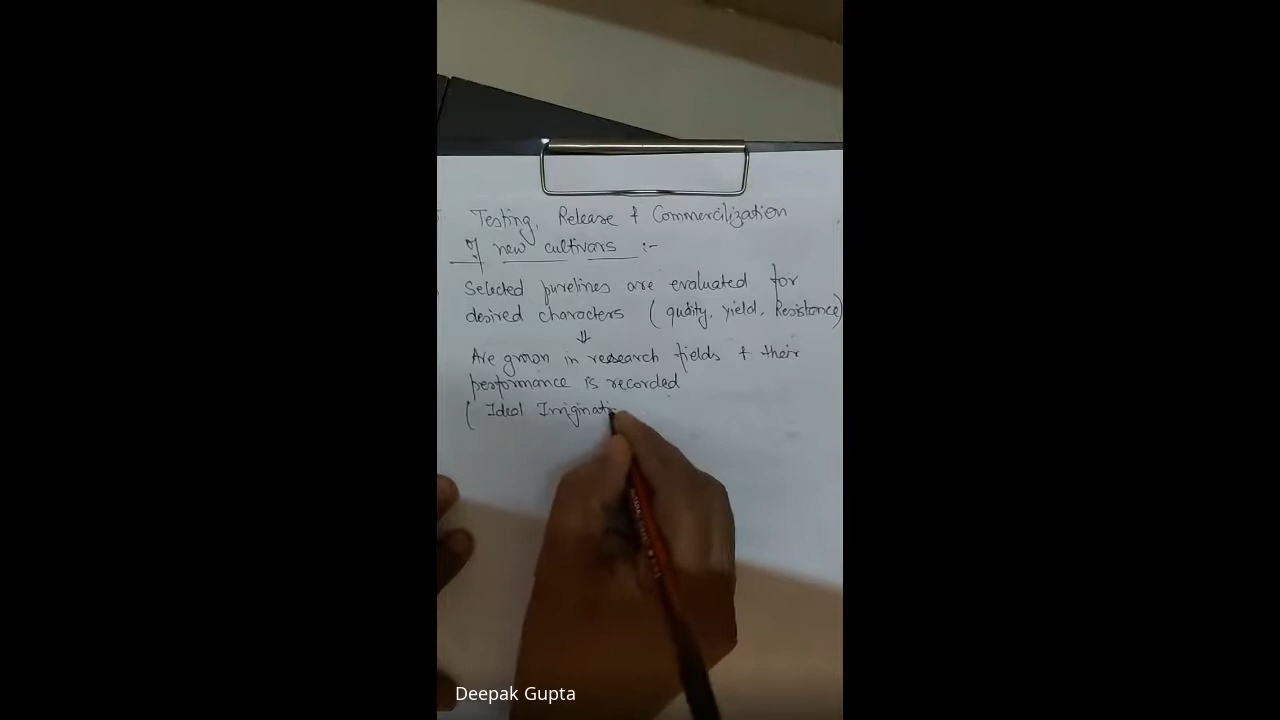 Testing, Release & Commercilization
of new cultivars :-
Selected purelines are evaluated for
desired characters ( quality, yield, Resistance)
⇓
Are grown in research fields & their
performance is recorded
( Ideal Irriginati
Deepak Gupta